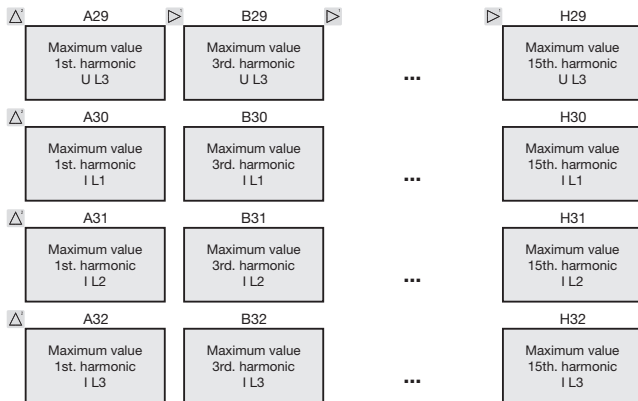 A29 B29 H29
Maximum value Maximum value Maximum value
1st. harmonic 3rd. harmonic 15th. harmonic
U L3 U L3 ... U L3
A30 B30 H30
Maximum value Maximum value Maximum value
1st. harmonic 3rd. harmonic 15th. harmonic
I L1 I L1 ... I L1
A31 B31 H31
Maximum value Maximum value Maximum value
1st. harmonic 3rd. harmonic 15th. harmonic
I L2 I L2 ... I L2
A32 B32 H32
Maximum value Maximum value Maximum value
1st. harmonic 3rd. harmonic 15th. harmonic
I L3 I L3 ... I L3